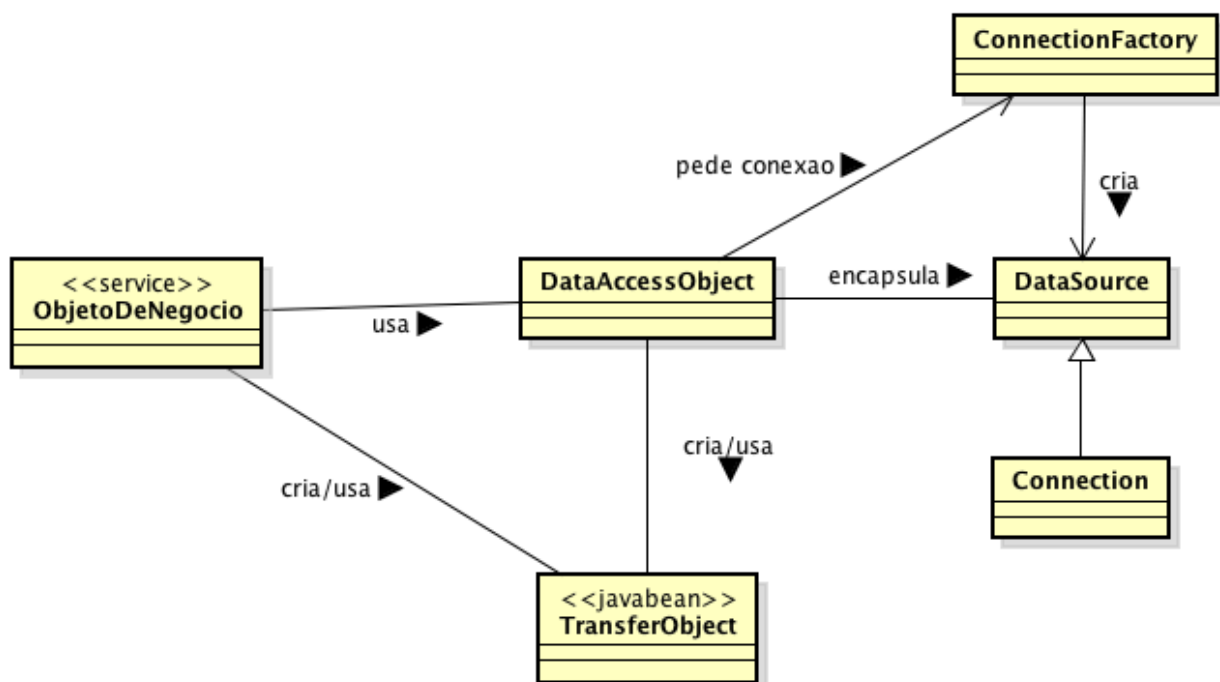 ConnectionFactory
pede conexao
cria
<<service>>
ObjetoDeNegocio
usa
DataAccessObject
encapsula
DataSource
cria/usa
cria/usa
Connection
<<javabean>>
TransferObject